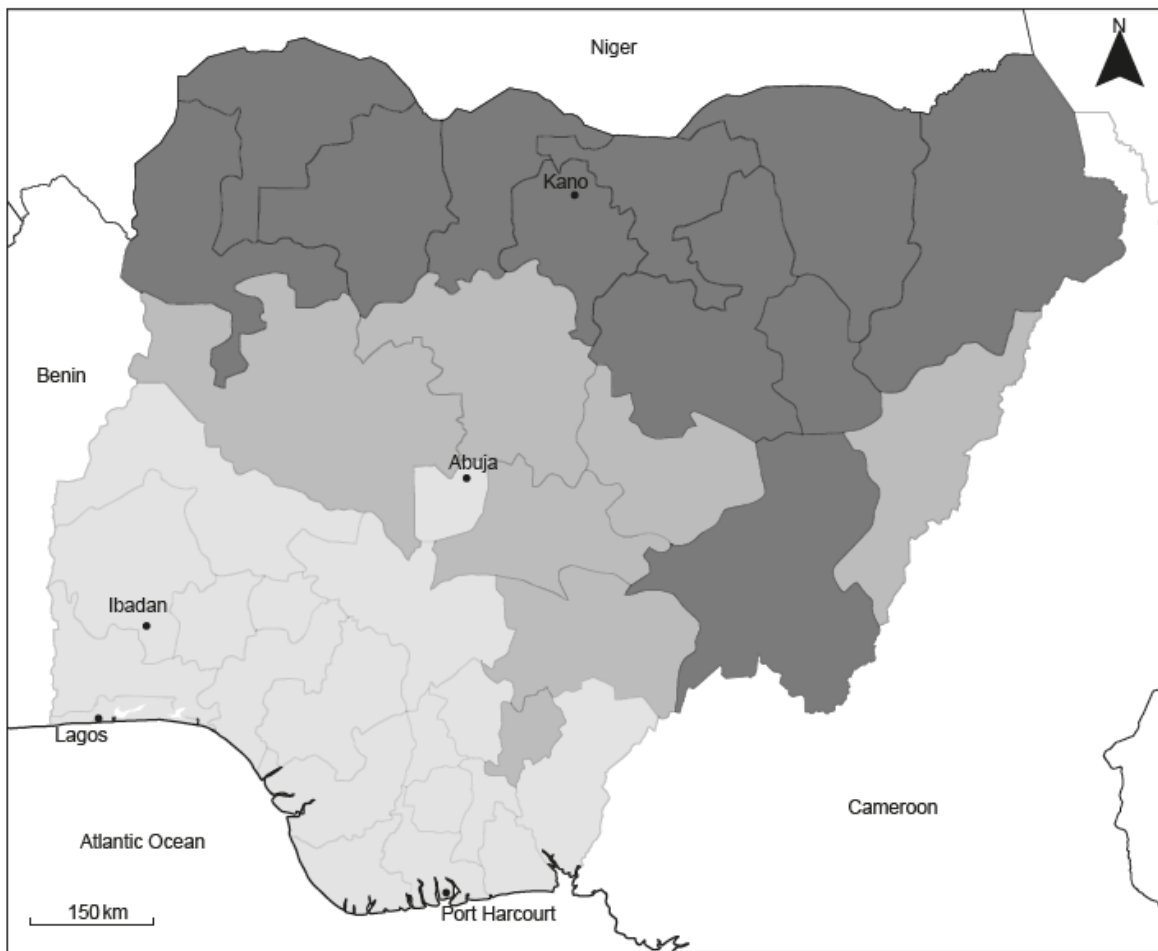 N
Niger
Kano
Benin
Abuja
Ibadan
Lagos
Cameroon
Atlantic Ocean
150 km
Port Harcourt